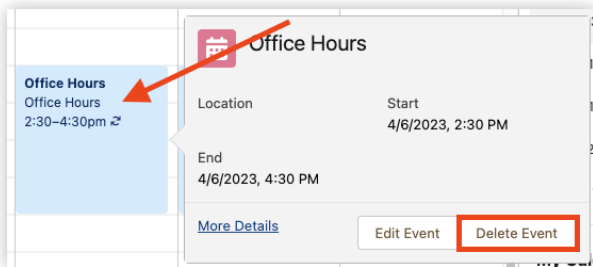 Office Hours
Office Hours
2:30–4:30pm
Office Hours
Location
Start
4/6/2023, 2:30 PM
End
4/6/2023, 4:30 PM
More Details
Edit Event
Delete Event